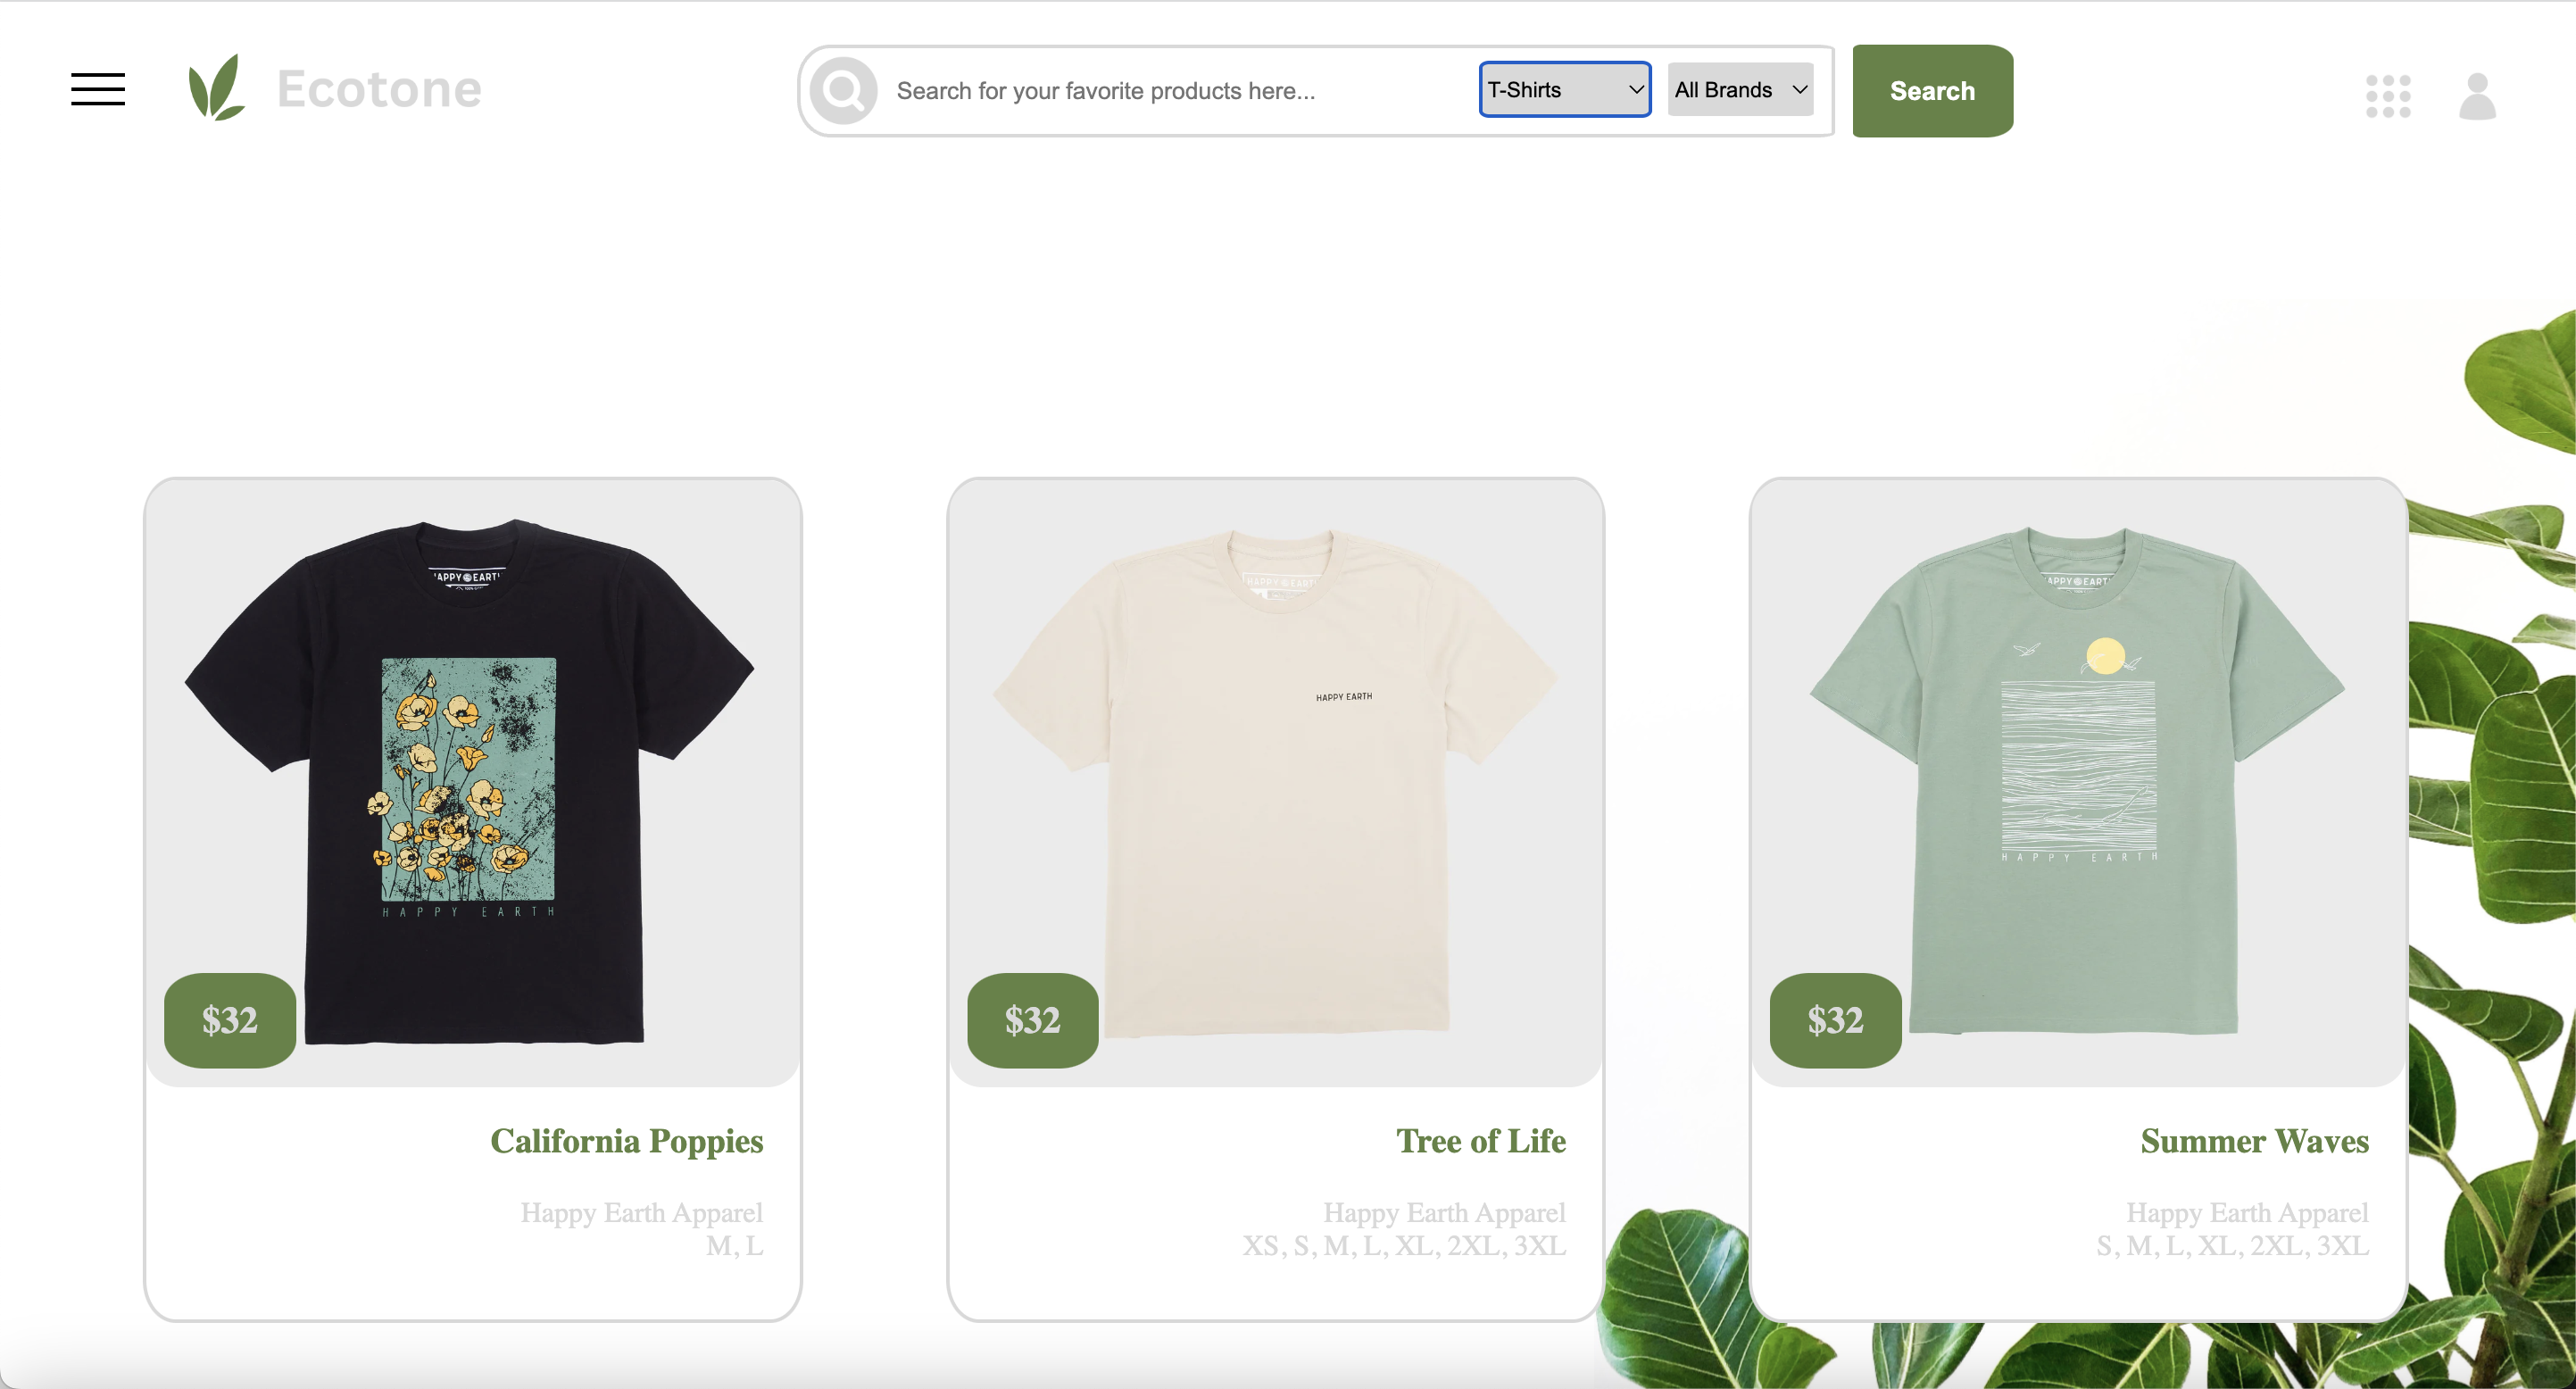 Ecotone
Search for your favorite products here...
T-Shirts
All Brands
Search
HAPPY EARTH
$32
California Poppies
Happy Earth Apparel
M, L
HAPPY EARTH
HAPPY EARTH
$32
Tree of Life
Happy Earth Apparel
XS, S, M, L, XL, 2XL, 3XL
HAPPY EARTH
$32
Summer Waves
Happy Earth Apparel
S, M, L, XL, 2XL, 3XL